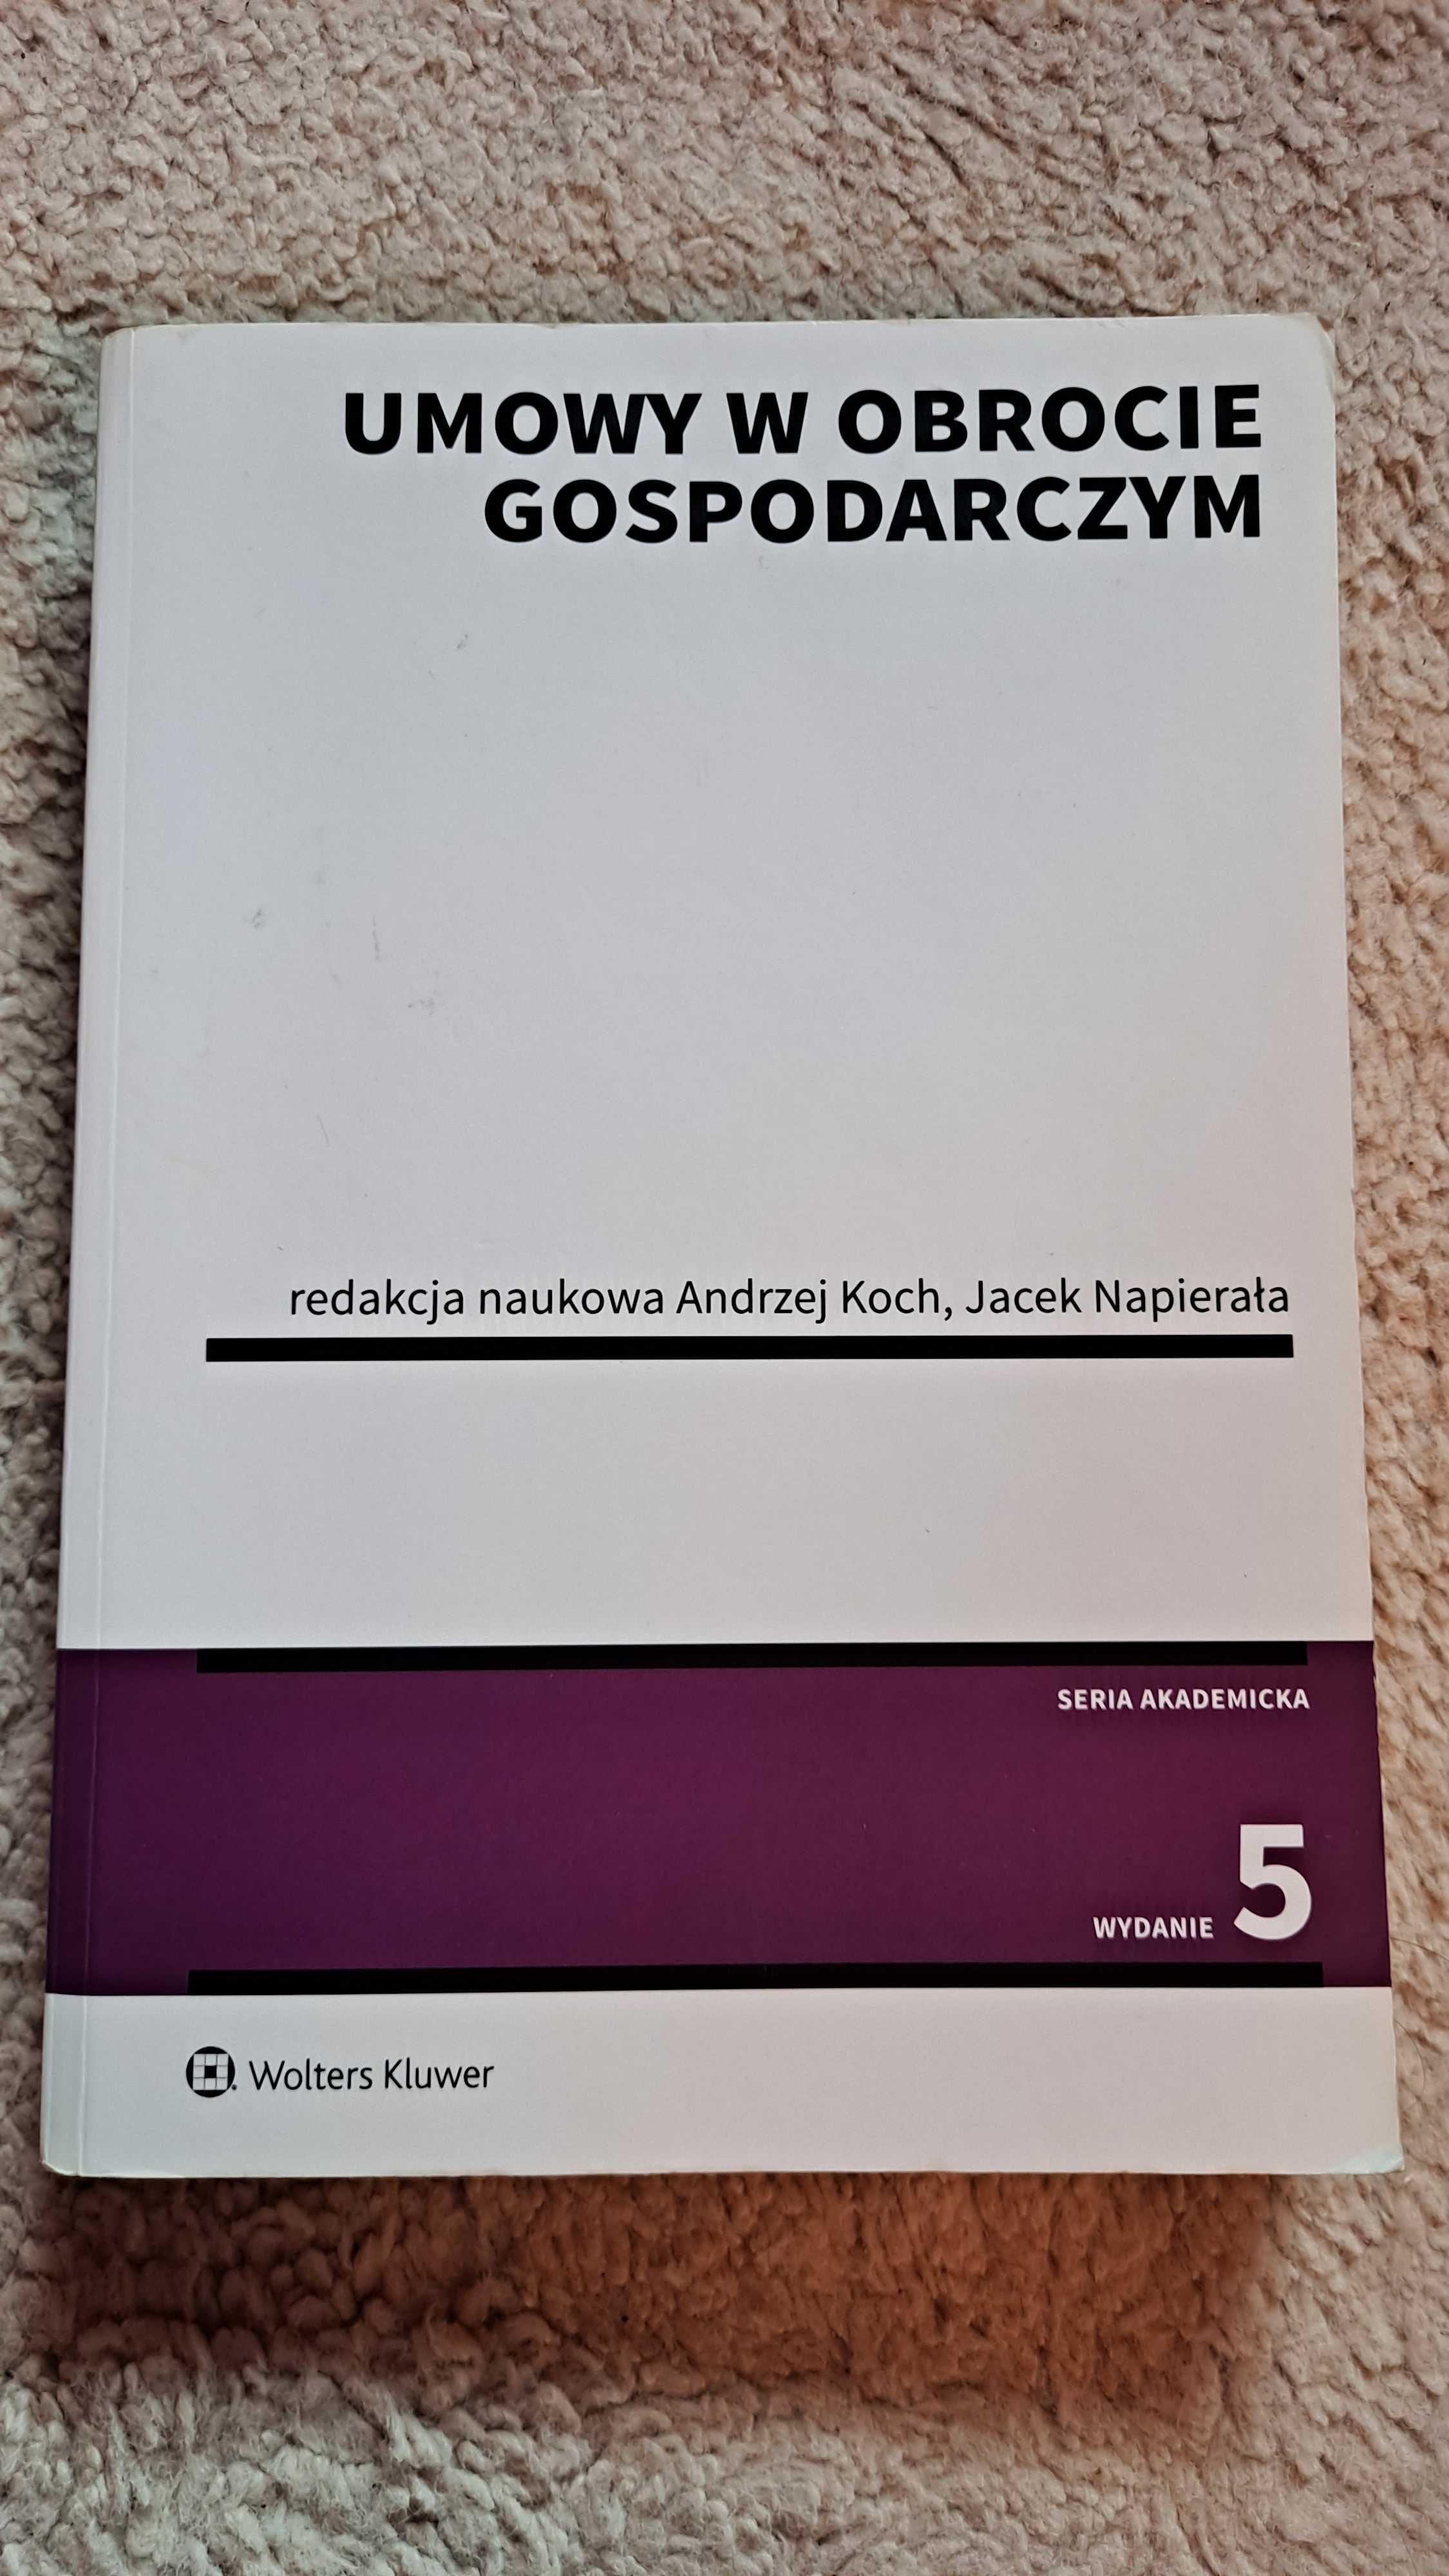 UMOWY W OBROCIE
GOSPODARCZYM
redakcja naukowa Andrzej Koch, Jacek Napierała
SERIA AKADEMICKA
WYDANIE 5
Wolters Kluwer